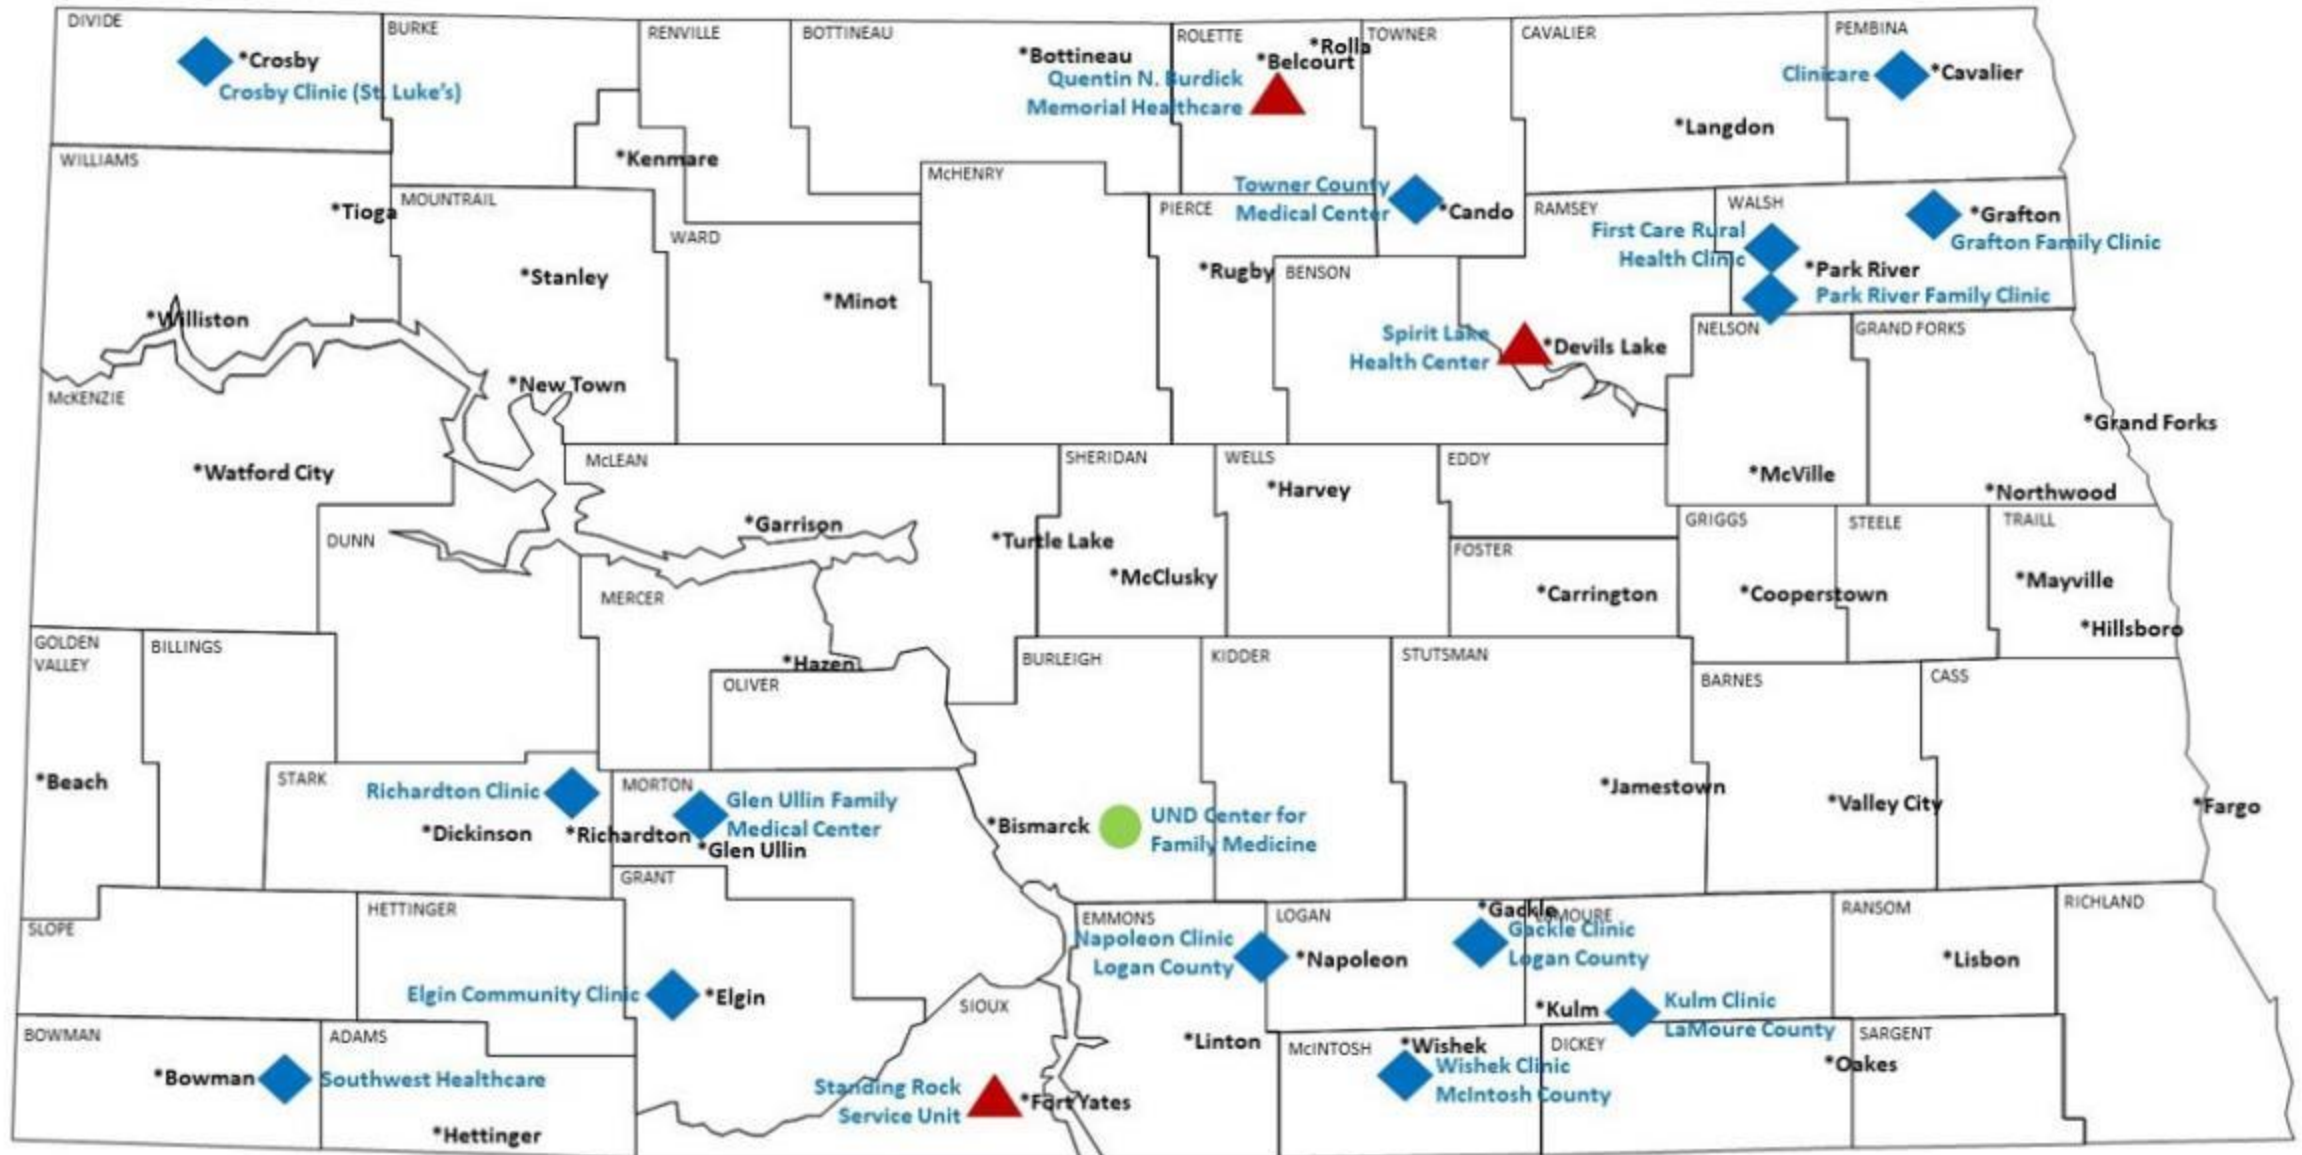 DIVIDE
BURKE
RENVILLE
BOTTINEAU
ROLETTE
TOWNER
CAVALIER
PEMBINA
*Crosby
Crosby Clinic (St. Luke's)
*Bottineau
*Rolla
*Belcourt
Quentin N. Burdick
Memorial Healthcare
Clinicare
*Cavalier
*Langdon
WILLIAMS
*Kenmare
McHENRY
*Tioga
MOUNTRAIL
WARD
PIERCE
Towner County
Medical Center
*Cando
RAMSEY
WALSH
First Care Rural
Health Clinic
*Grafton
Grafton Family Clinic
*Park River
Park River Family Clinic
*Stanley
*Minot
*Rugby
BENSON
*Williston
Spirit Lake
Health Center
*Devils Lake
NELSON
GRAND FORKS
McKENZIE
*New Town
*Grand Forks
*Watford City
McLEAN
SHERIDAN
WELLS
EDDY
*Harvey
*McVille
*Northwood
DUNN
*Garrison
*Turtle Lake
*McClusky
FOSTER
*Carrington
GRIGGS
STEELE
TRAILL
*Cooperstown
*Mayville
*Hillsboro
MERCER
GOLDEN
VALLEY
BILLINGS
*Hazen
OLIVER
BURLEIGH
KIDDER
STUTSMAN
BARNES
CASS
*Beach
STARK
Richardton Clinic
*Dickinson
*Richardton
MORTON
Glen Ullin Family
Medical Center
*Glen Ullin
*Bismarck
UND Center for
Family Medicine
*Jamestown
*Valley City
*Fargo
SLOPE
HETTINGER
GRANT
EMMONS
LOGAN
*Gackle
LaMOURE
RANSOM
RICHLAND
Napoleon Clinic
Logan County
*Napoleon
Gackle Clinic
Logan County
*Lisbon
Elgin Community Clinic
*Elgin
SIOUX
*Kulm
Kulm Clinic
LaMoure County
BOWMAN
ADAMS
*Linton
McINTOSH
*Wishek
DICKEY
SARGENT
*Oakes
*Bowman
Southwest Healthcare
Wishek Clinic
McIntosh County
Standing Rock
Service Unit
*Fort Yates
*Hettinger